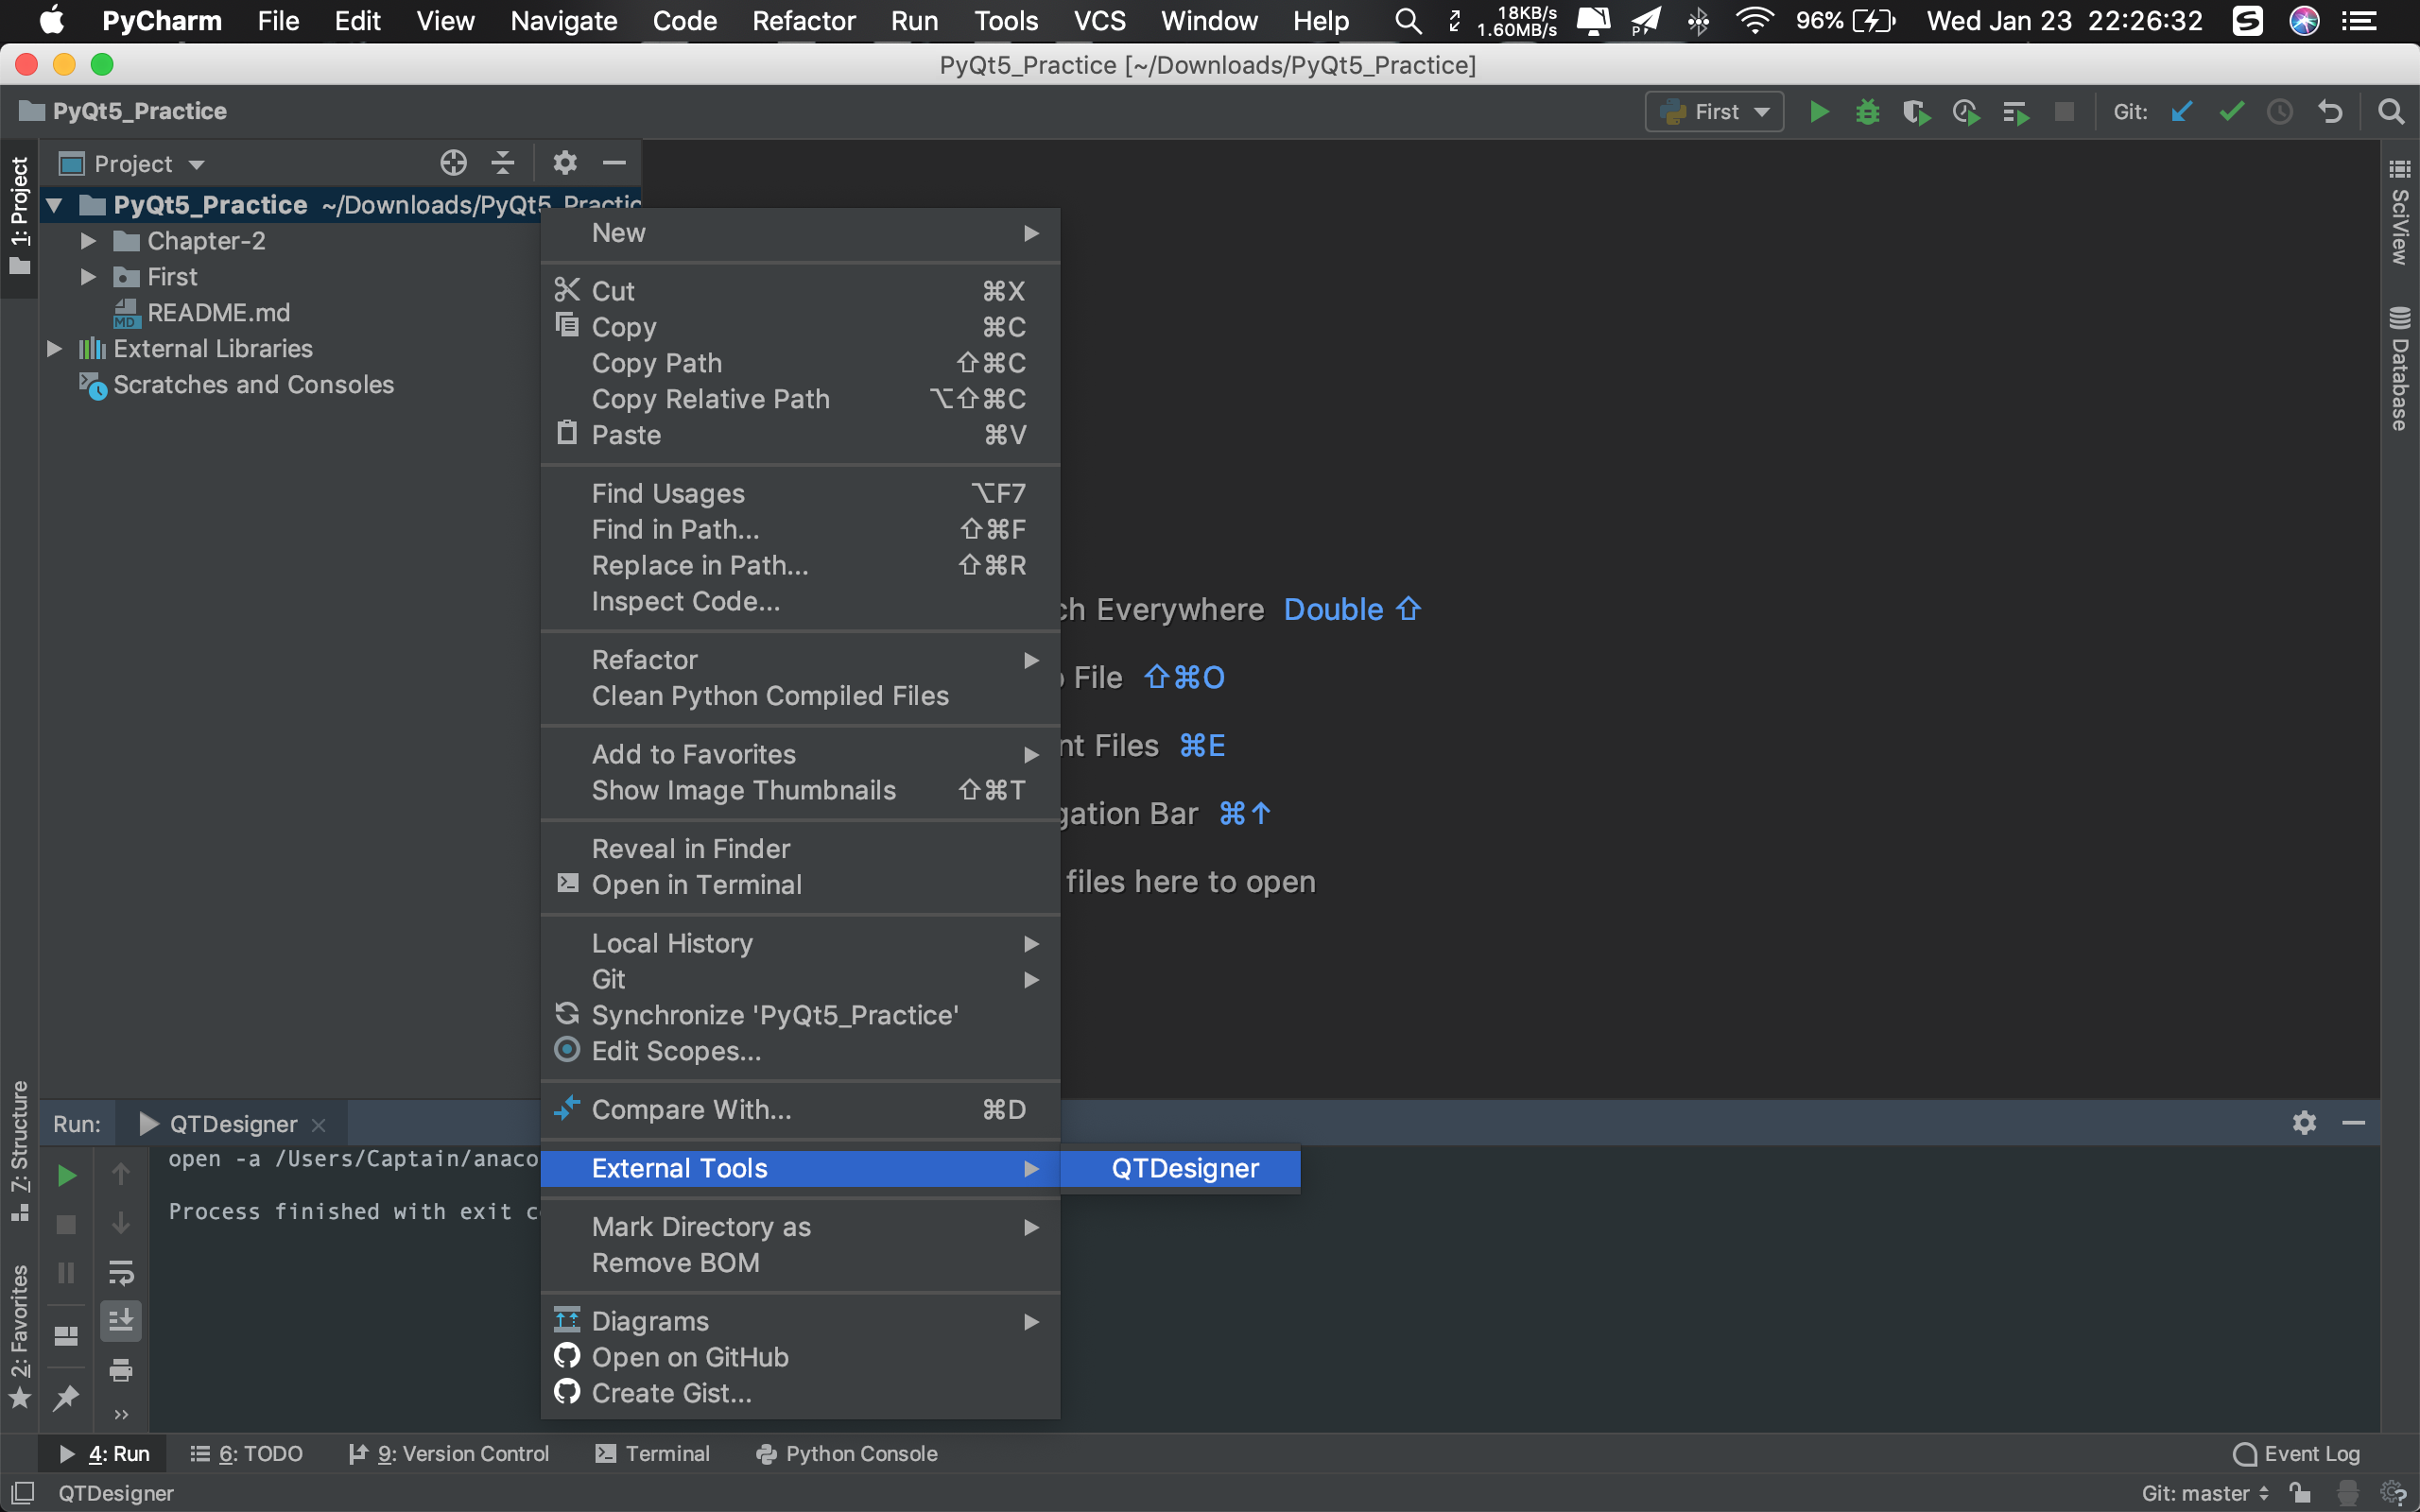 PyCharm File Edit View Navigate Code Refactor Run Tools VCS Window Help 18KB/s 1.60MB/s 96% Wed Jan 23 22:26:32
PyQt5_Practice [~/Downloads/PyQt5_Practice]
PyQt5_Practice First Git:
Project
1: Project
PyQt5_Practice ~/Downloads/PyQt5_Practic
Chapter-2
First
README.md
External Libraries
Scratches and Consoles
New
Cut ⌘X
Copy ⌘C
Copy Path ⇧⌘C
Copy Relative Path ⌥⇧⌘C
Paste ⌘V
Find Usages ⌥F7
Find in Path... ⇧⌘F
Replace in Path... ⇧⌘R
Inspect Code...
Refactor
Clean Python Compiled Files
Add to Favorites
Show Image Thumbnails ⇧⌘T
Reveal in Finder
Open in Terminal
Local History
Git
Synchronize 'PyQt5_Practice'
Edit Scopes...
Compare With... ⌘D
External Tools
QTDesigner
Mark Directory as
Remove BOM
Diagrams
Open on GitHub
Create Gist...
ch Everywhere Double ⇧
File ⇧⌘O
nt Files ⌘E
gation Bar ⌘↑
files here to open
SciView
Database
7: Structure
2: Favorites
Run: QTDesigner
open -a /Users/Captain/anaco
Process finished with exit c
4: Run 6: TODO 9: Version Control Terminal Python Console Event Log
QTDesigner Git: master